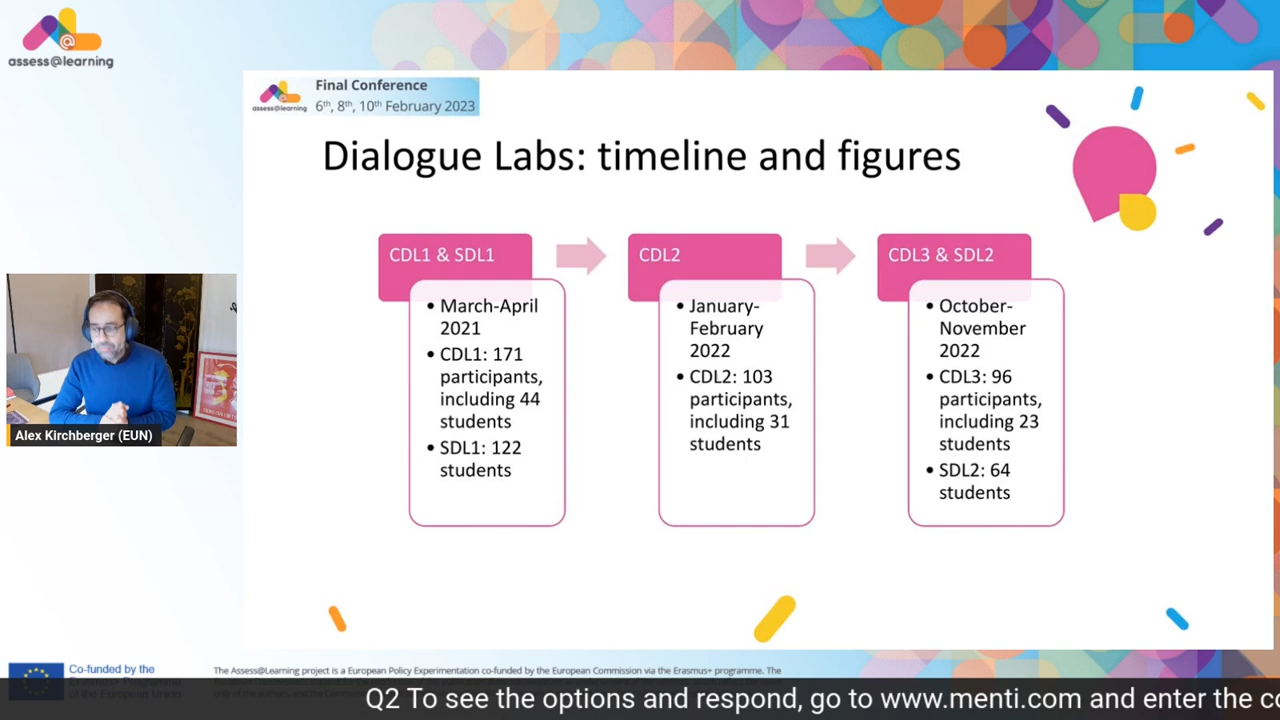 assess@learning
assess@learning
Final Conference
6th, 8th, 10th February 2023
Dialogue Labs: timeline and figures
CDL1 & SDL1
• March-April
2021
• CDL1: 171
participants,
including 44
students
• SDL1: 122
students
CDL2
• January-
February
2022
• CDL2: 103
participants,
including 31
students
CDL3 & SDL2
• October-
November
2022
• CDL3: 96
participants,
including 23
students
• SDL2: 64
students
Alex Kirchberger (EUN)
Co-funded by the
Erasmus+ Programme
of the European Union
The Assess@Learning project is a European Policy Experimentation co-funded by the European Commission via the Erasmus+ programme. The
Q2 To see the options and respond, go to www.menti.com and enter the